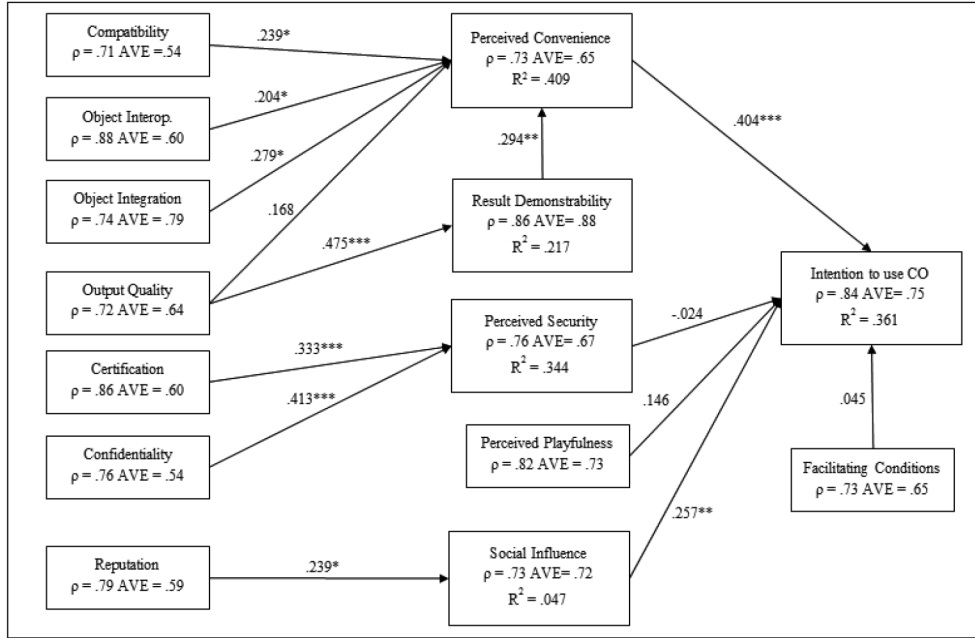 Compatibility
ρ = .71 AVE =.54
.239*
Perceived Convenience
ρ = .73 AVE= .65
R² = .409
Object Interop.
ρ = .88 AVE = .60
.204*
.404***
.294**
Object Integration
ρ = .74 AVE = .79
.279*
.168
Result Demonstrability
ρ = .86 AVE= .88
R² = .217
.475***
Output Quality
ρ = .72 AVE = .64
Intention to use CO
ρ = .84 AVE= .75
R² = .361
Perceived Security
ρ = .76 AVE= .67
R² = .344
-.024
Certification
ρ = .86 AVE = .60
.333***
.413***
.146
.045
Confidentiality
ρ = .76 AVE = .54
Perceived Playfulness
ρ = .82 AVE = .73
Facilitating Conditions
ρ = .73 AVE = .65
.257**
Reputation
ρ = .79 AVE = .59
.239*
Social Influence
ρ = .73 AVE= .72
R² = .047